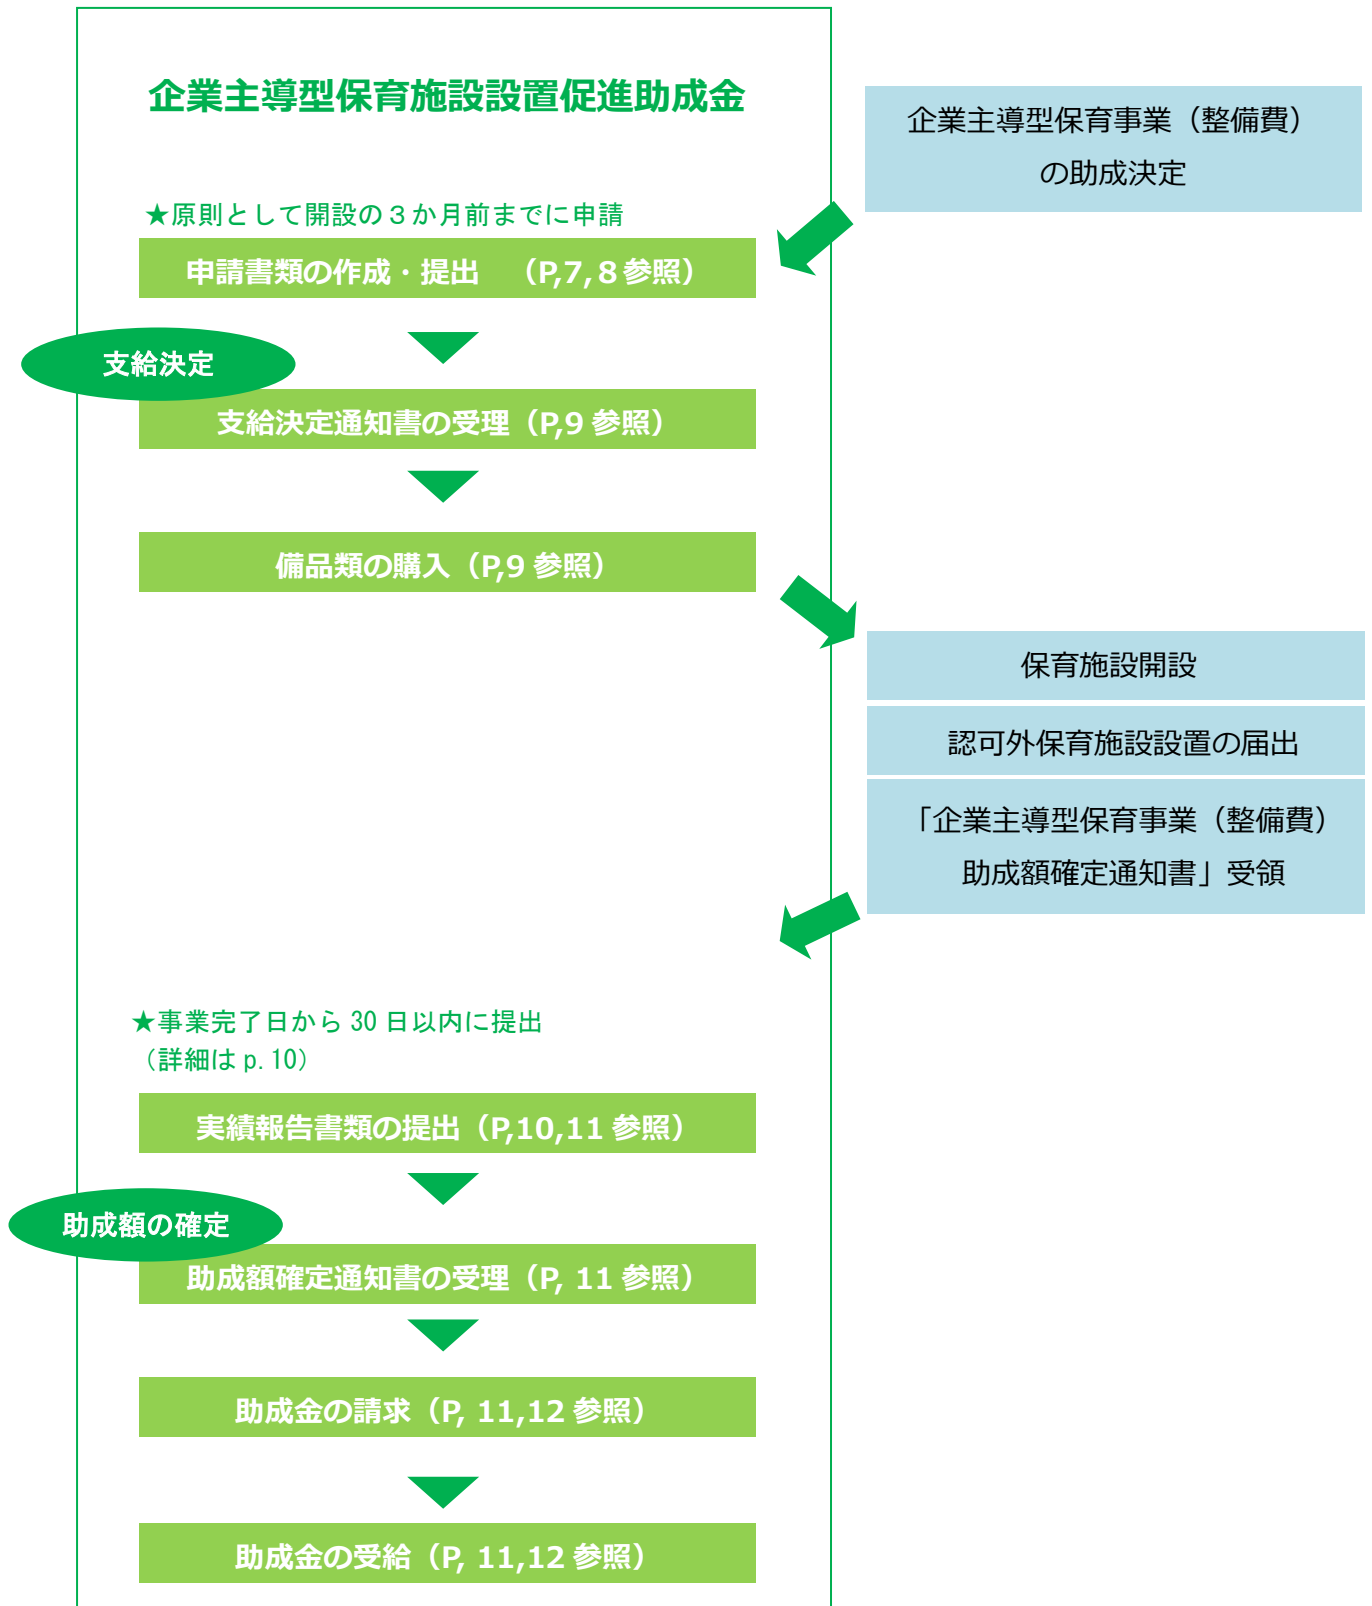 企業主導型保育施設設置促進助成金
企業主導型保育事業（整備費）
の助成決定
★原則として開設の３か月前までに申請
申請書類の作成・提出　（P,7,８参照）
支給決定
支給決定通知書の受理（P,9 参照）
備品類の購入（P,9 参照）
保育施設開設
認可外保育施設設置の届出
「企業主導型保育事業（整備費）
助成額確定通知書」受領
★事業完了日から 30 日以内に提出
（詳細は p. 10）
実績報告書類の提出（P,10,11 参照）
助成額の確定
助成額確定通知書の受理（P, 11 参照）
助成金の請求（P, 11,12 参照）
助成金の受給（P, 11,12 参照）